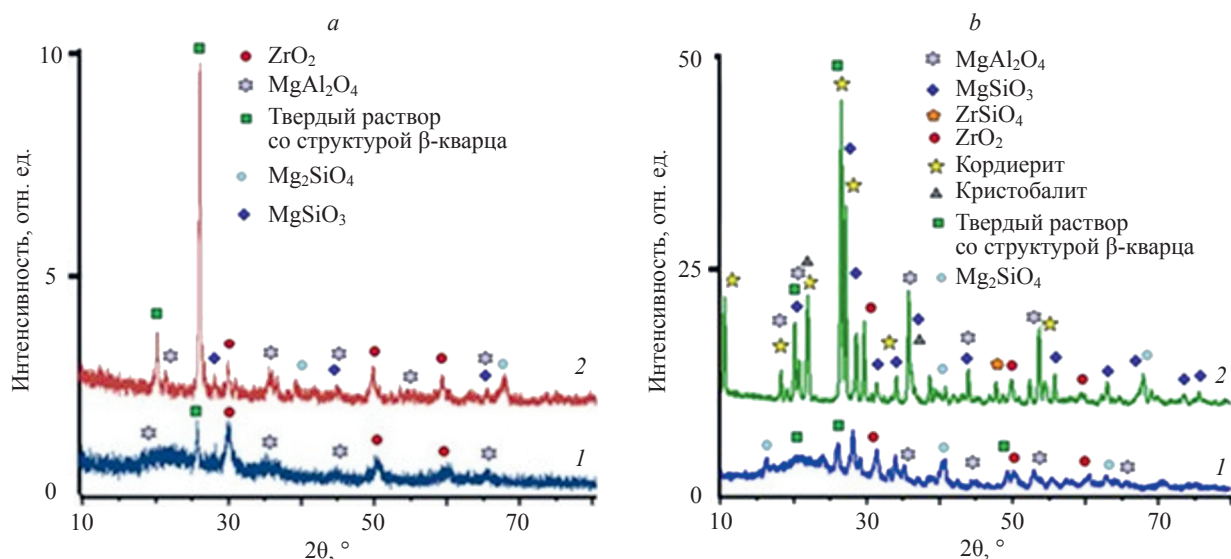 a
10
5
0
Интенсивность, отн. ед.
ZrO₂
MgAl₂O₄
Твердый раствор
со структурой β-кварца
Mg₂SiO₄
MgSiO₃
2
1
10
30
50
70
2θ, °
b
50
25
0
Интенсивность, отн. ед.
MgAl₂O₄
MgSiO₃
ZrSiO₄
ZrO₂
Кордиерит
Кристобалит
Твердый раствор
со структурой β-кварца
Mg₂SiO₄
2
1
10
30
50
70
2θ, °